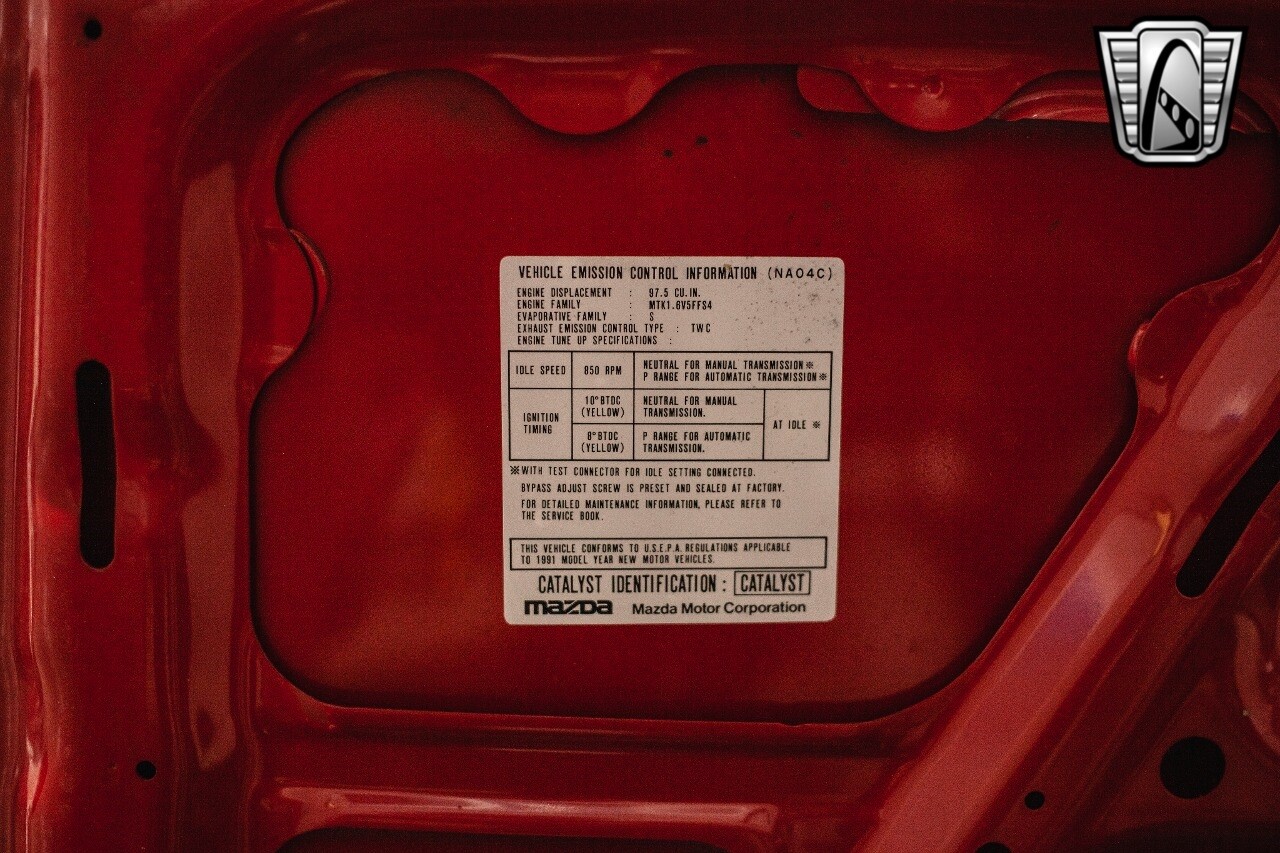 VEHICLE EMISSION CONTROL INFORMATION (NA04C)
ENGINE DISPLACEMENT : 97.5 CU.IN.
ENGINE FAMILY : MTK1.6V5FFS4
EVAPORATIVE FAMILY : S
EXHAUST EMISSION CONTROL TYPE : TWC
ENGINE TUNE UP SPECIFICATIONS :
IDLE SPEED 850 RPM NEUTRAL FOR MANUAL TRANSMISSION※
P RANGE FOR AUTOMATIC TRANSMISSION※
IGNITION TIMING
10°BTDC (YELLOW) NEUTRAL FOR MANUAL TRANSMISSION.
8°BTDC (YELLOW) P RANGE FOR AUTOMATIC TRANSMISSION.
AT IDLE ※
※WITH TEST CONNECTOR FOR IDLE SETTING CONNECTED.
BYPASS ADJUST SCREW IS PRESET AND SEALED AT FACTORY.
FOR DETAILED MAINTENANCE INFORMATION, PLEASE REFER TO
THE SERVICE BOOK.
THIS VEHICLE CONFORMS TO U.S.E.P.A. REGULATIONS APPLICABLE
TO 1991 MODEL YEAR NEW MOTOR VEHICLES.
CATALYST IDENTIFICATION : CATALYST
mazda Mazda Motor Corporation